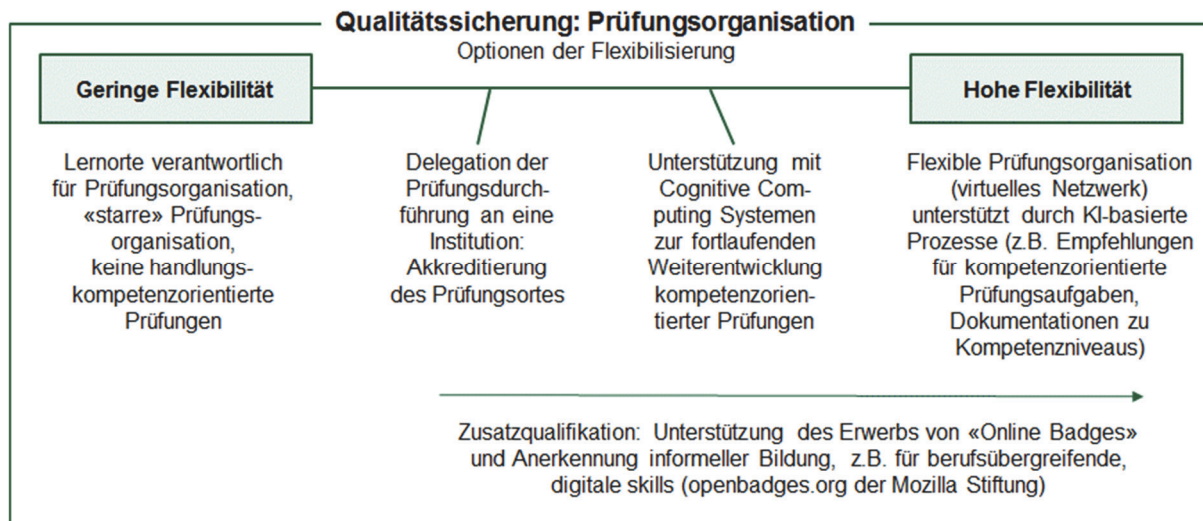 Qualitätssicherung: Prüfungsorganisation
Optionen der Flexibilisierung
Geringe Flexibilität
Hohe Flexibilität
Lernorte verantwortlich
für Prüfungsorganisation,
«starre» Prüfungs-
organisation,
keine handlungs-
kompetenzorientierte
Prüfungen
Delegation der
Prüfungsdurch-
führung an eine
Institution:
Akkreditierung
des Prüfungsortes
Unterstützung mit
Cognitive Com-
puting Systemen
zur fortlaufenden
Weiterentwicklung
kompetenzorien-
tierter Prüfungen
Flexible Prüfungsorganisation
(virtuelles Netzwerk)
unterstützt durch KI-basierte
Prozesse (z.B. Empfehlungen
für kompetenzorientierte
Prüfungsaufgaben,
Dokumentationen zu
Kompetenzniveaus)
Zusatzqualifikation: Unterstützung des Erwerbs von «Online Badges»
und Anerkennung informeller Bildung, z.B. für berufsübergreifende,
digitale skills (openbadges.org der Mozilla Stiftung)